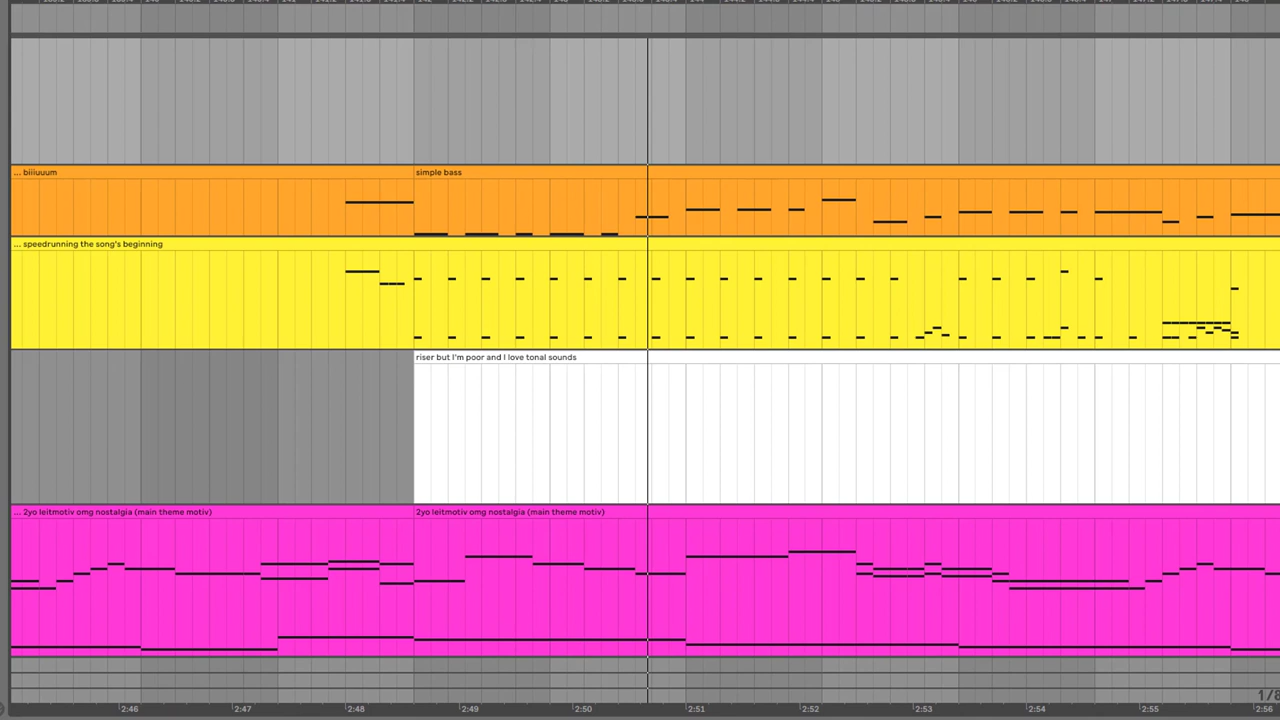 ... biiiuuum
simple bass
... speedrunning the song's beginning
riser but I'm poor and I love tonal sounds
... 2yo leitmotiv omg nostalgia (main theme motiv)
2yo leitmotiv omg nostalgia (main theme motiv)
1/8
2:46 2:47 2:48 2:49 2:50 2:51 2:52 2:53 2:54 2:55 2:56